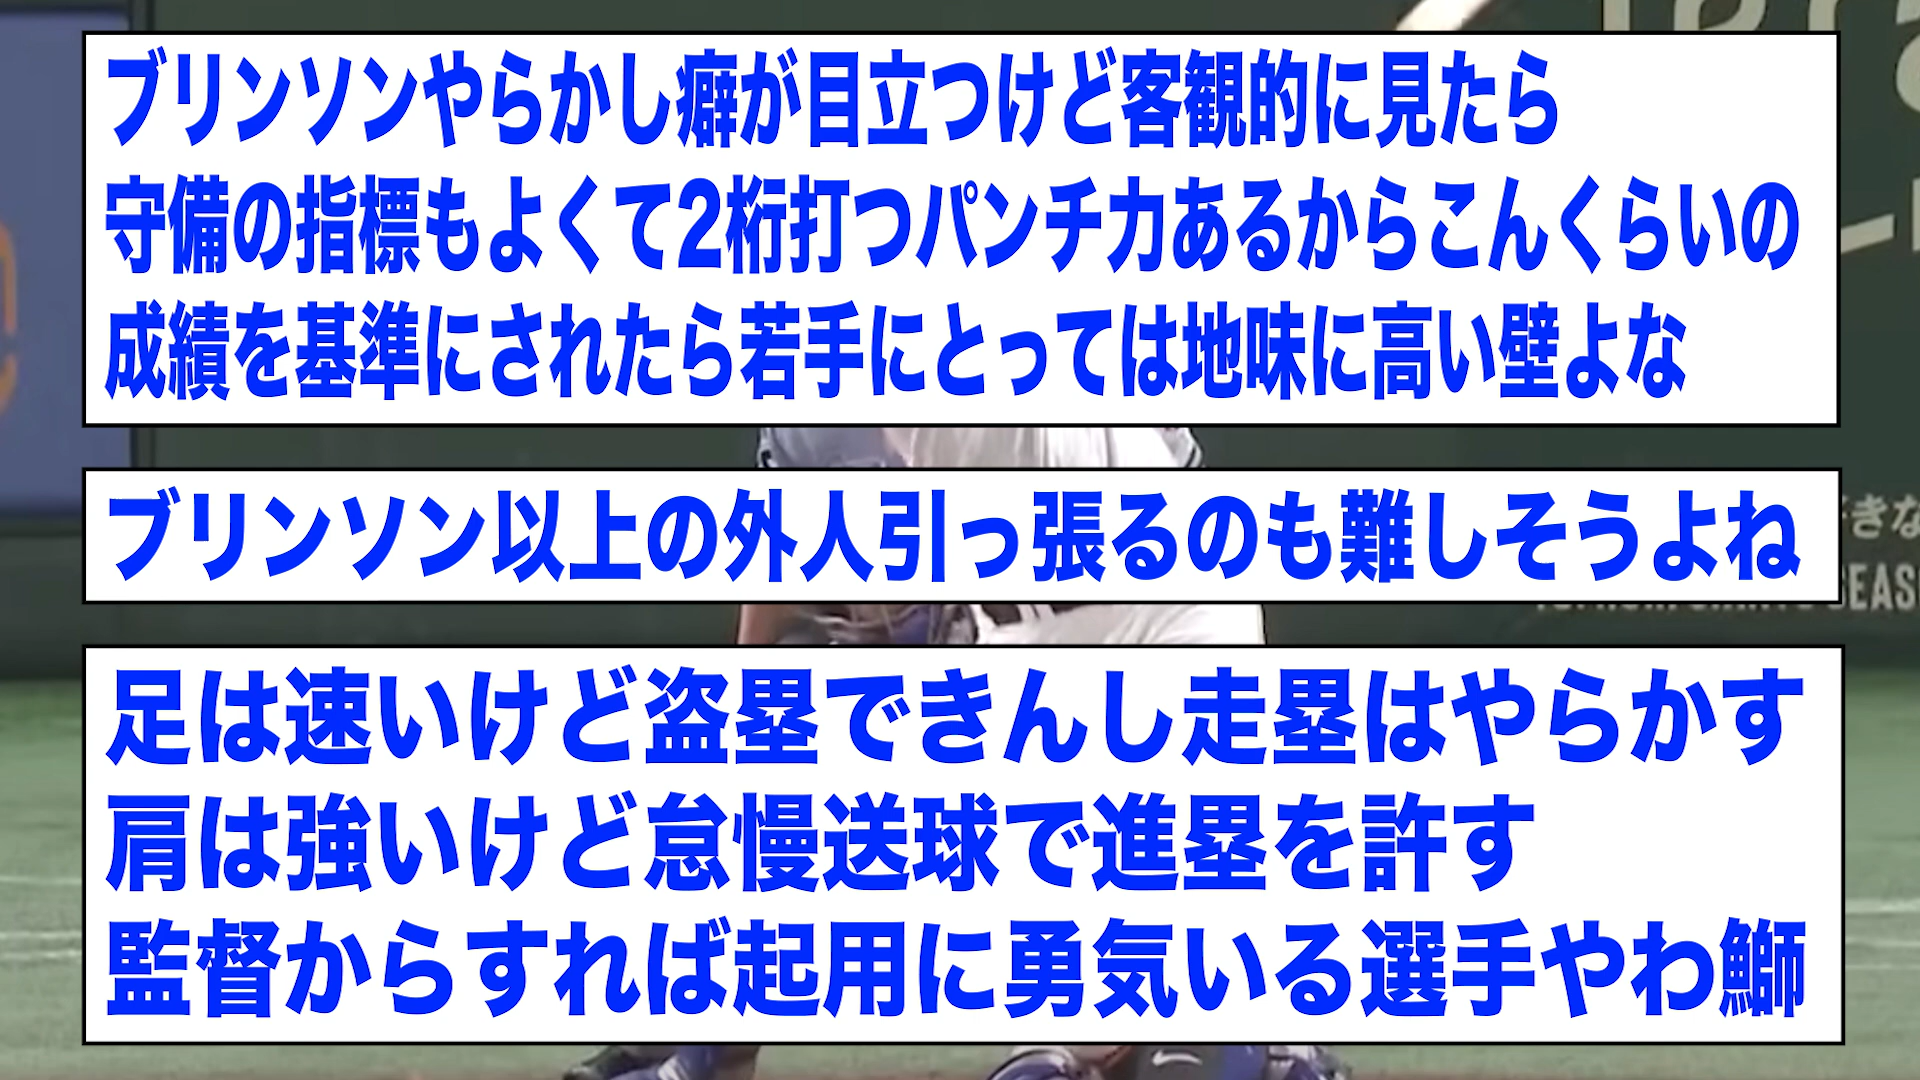 ブリンソンやらかし癖が目立つけど客観的に見たら
守備の指標もよくて2桁打つパンチ力あるからこんくらいの
成績を基準にされたら若手にとっては地味に高い壁よな
ブリンソン以上の外人引っ張るのも難しそうよね
足は速いけど盗塁できんし走塁はやらかす
肩は強いけど怠慢送球で進塁を許す
監督からすれば起用に勇気いる選手やわ鰤